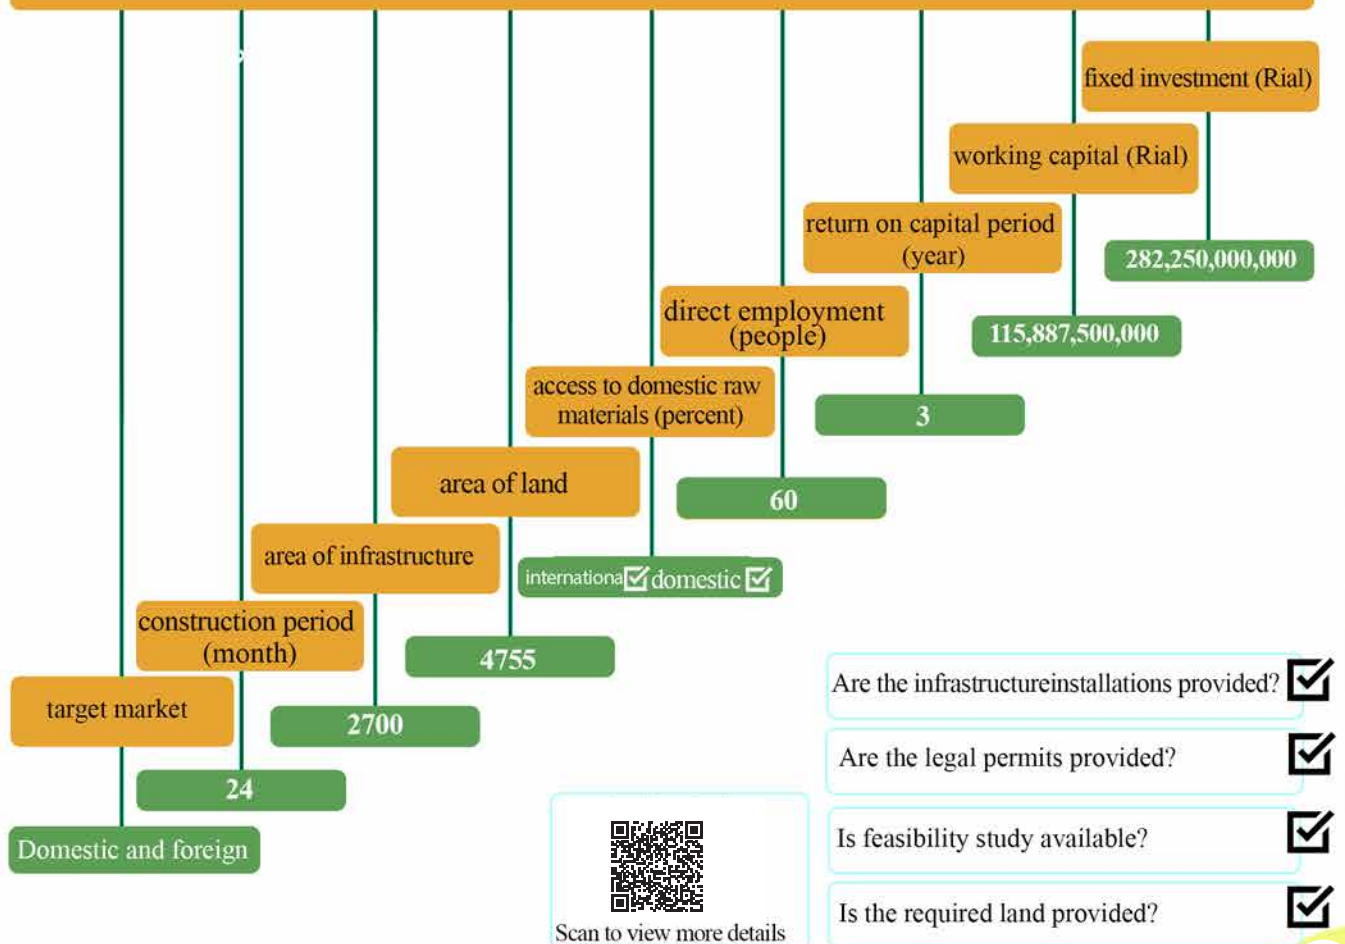 fixed investment (Rial)
working capital (Rial)
return on capital period
(year)
282,250,000,000
direct employment
(people)
115,887,500,000
access to domestic raw
materials (percent)
3
area of land
60
area of infrastructure
internationa domestic
construction period
(month)
4755
target market
2700
24
Domestic and foreign
Are the infrastructureinstallations provided?
Are the legal permits provided?
Is feasibility study available?
Is the required land provided?
Scan to view more details